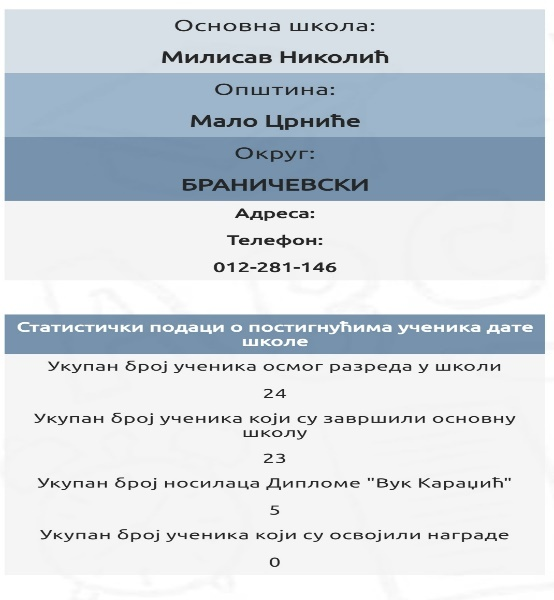 Основна школа:
Милисав Николић
Општина:
Мало Црниће
Округ:
БРАНИЧЕВСКИ
Адреса:
Телефон:
012-281-146
Статистички подаци о постигнућима ученика дате
школе
Укупан број ученика осмог разреда у школи
24
Укупан број ученика који су завршили основну
школу
23
Укупан број носилаца Дипломе "Вук Караџић"
5
Укупан број ученика који су освојили награде
0